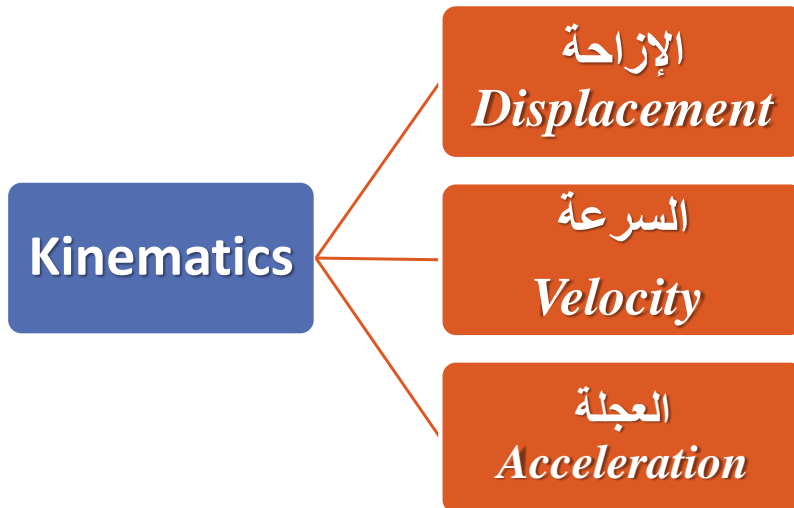 Kinematics
الإزاحة
Displacement
السرعة
Velocity
العجلة
Acceleration